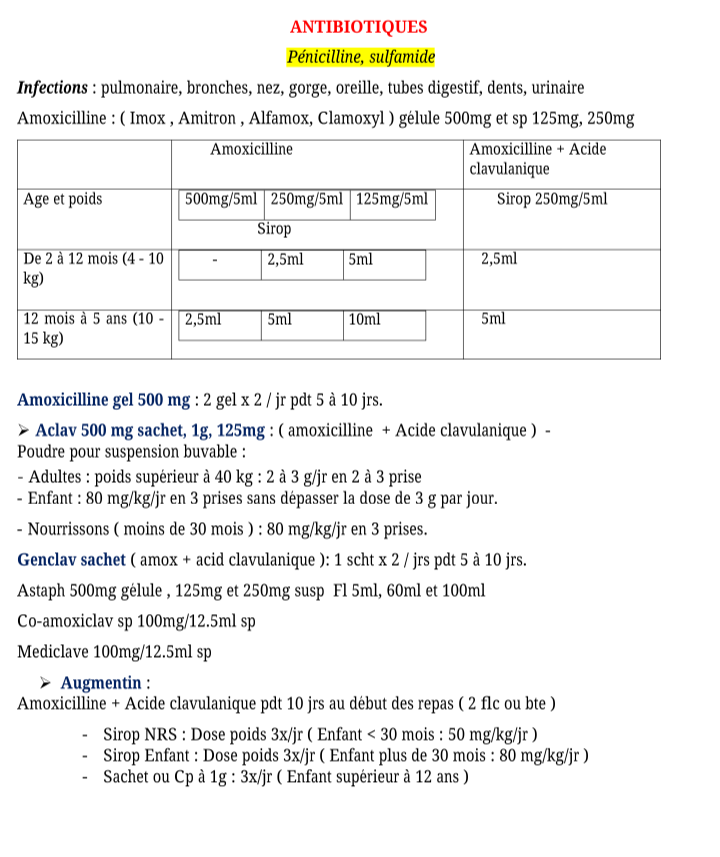 ANTIBIOTIQUES
Pénicilline, sulfamide
Infections : pulmonaire, bronches, nez, gorge, oreille, tubes digestif, dents, urinaire
Amoxicilline : ( Imox , Amitron , Alfamox, Clamoxyl ) gélule 500mg et sp 125mg, 250mg
Amoxicilline
Amoxicilline + Acide
clavulanique
Age et poids
500mg/5ml 250mg/5ml 125mg/5ml
Sirop
Sirop 250mg/5ml
De 2 à 12 mois (4 - 10
kg)
- 2,5ml 5ml
2,5ml
12 mois à 5 ans (10 -
15 kg)
2,5ml 5ml 10ml
5ml
Amoxicilline gel 500 mg : 2 gel x 2 / jr pdt 5 à 10 jrs.
➢ Aclav 500 mg sachet, 1g, 125mg : ( amoxicilline + Acide clavulanique ) -
Poudre pour suspension buvable :
- Adultes : poids supérieur à 40 kg : 2 à 3 g/jr en 2 à 3 prise
- Enfant : 80 mg/kg/jr en 3 prises sans dépasser la dose de 3 g par jour.
- Nourrissons ( moins de 30 mois ) : 80 mg/kg/jr en 3 prises.
Genclav sachet ( amox + acid clavulanique ): 1 scht x 2 / jrs pdt 5 à 10 jrs.
Astaph 500mg gélule , 125mg et 250mg susp Fl 5ml, 60ml et 100ml
Co-amoxiclav sp 100mg/12.5ml sp
Mediclave 100mg/12.5ml sp
➢ Augmentin :
Amoxicilline + Acide clavulanique pdt 10 jrs au début des repas ( 2 flc ou bte )
- Sirop NRS : Dose poids 3x/jr ( Enfant < 30 mois : 50 mg/kg/jr )
- Sirop Enfant : Dose poids 3x/jr ( Enfant plus de 30 mois : 80 mg/kg/jr )
- Sachet ou Cp à 1g : 3x/jr ( Enfant supérieur à 12 ans )